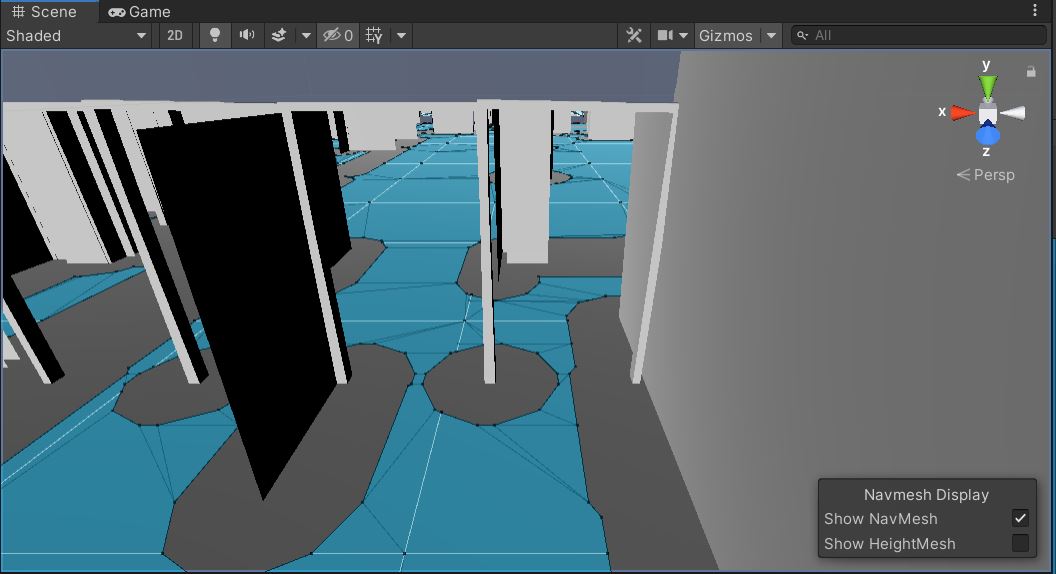 Scene Game
Shaded 2D 0 Gizmos All
y
x
z
Persp
Navmesh Display
Show NavMesh
Show HeightMesh